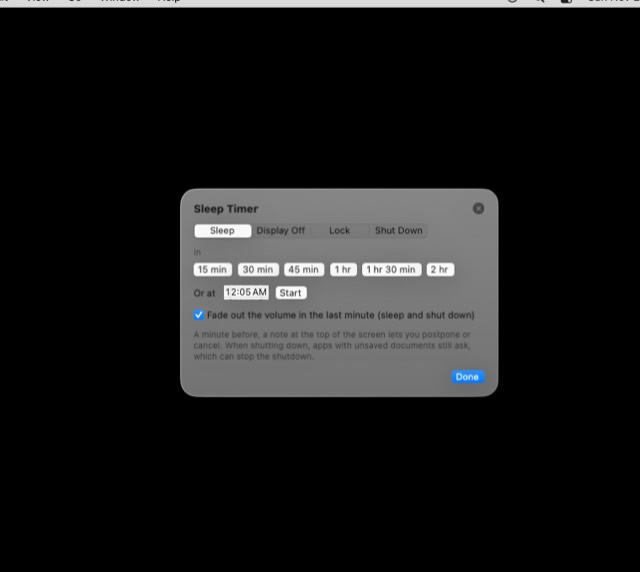 Window Help
Sleep Timer
Sleep Display Off Lock Shut Down
In
15 min 30 min 45 min 1 hr 1 hr 30 min 2 hr
Or at 12:05 AM Start
Fade out the volume in the last minute (sleep and shut down)
A minute before, a note at the top of the screen lets you postpone or
cancel. When shutting down, apps with unsaved documents still ask,
which can stop the shutdown.
Done